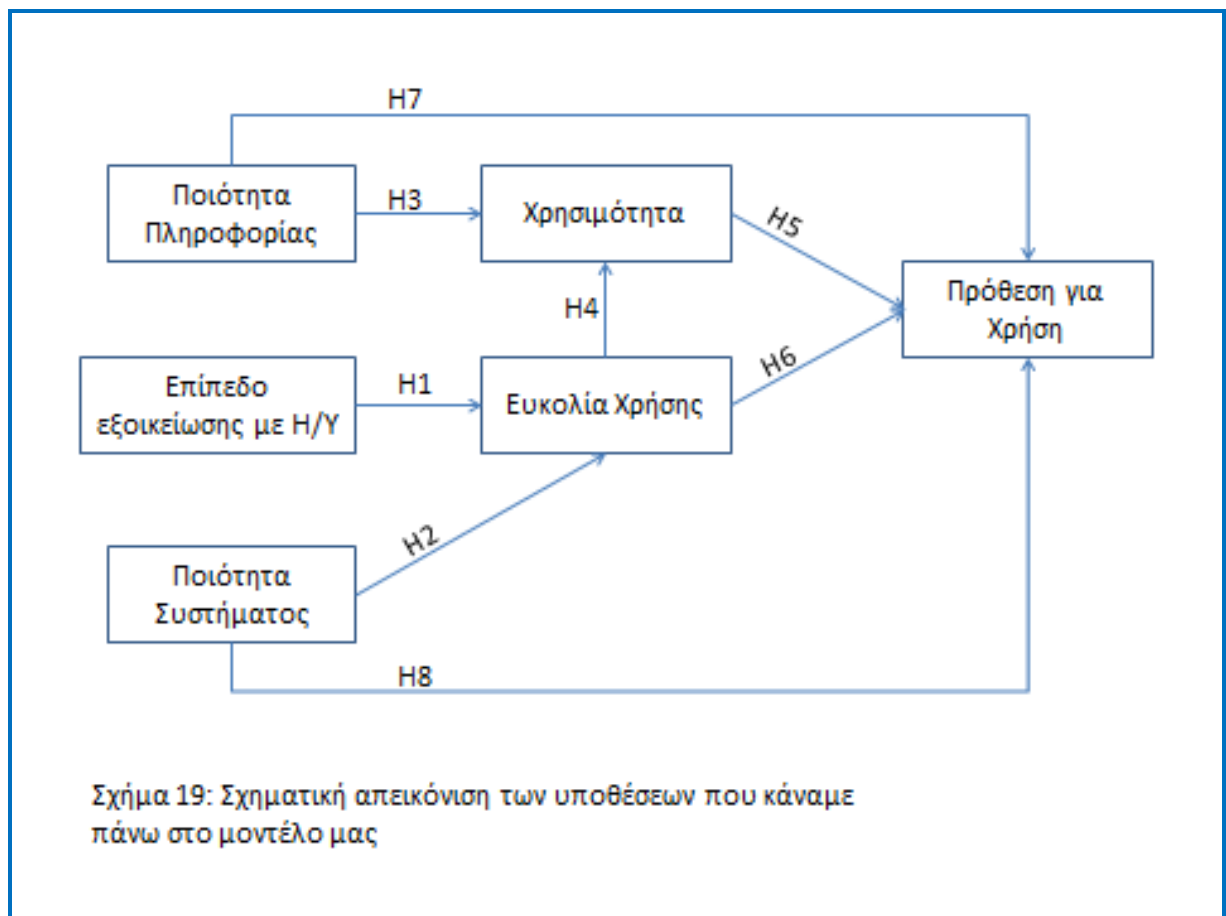 H7
Ποιότητα
Πληροφορίας
H3
Χρησιμότητα
H5
Πρόθεση για
Χρήση
H4
H6
Επίπεδο
εξοικείωσης με Η/Υ
H1
Ευκολία Χρήσης
H2
Ποιότητα
Συστήματος
H8
Σχήμα 19: Σχηματική απεικόνιση των υποθέσεων που κάναμε
πάνω στο μοντέλο μας